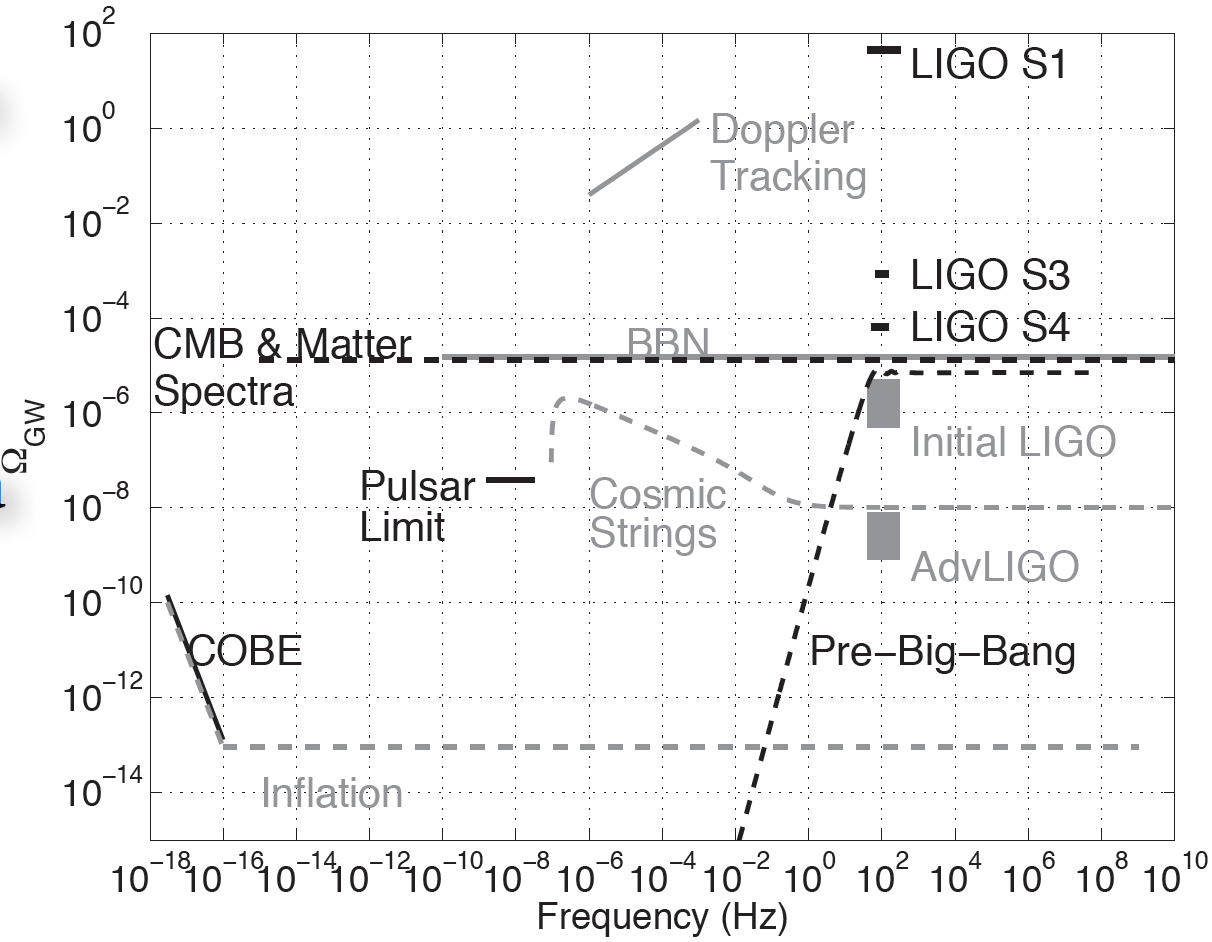 10^2
LIGO S1
10^0
Doppler
Tracking
10^−2
LIGO S3
10^−4
LIGO S4
CMB & Matter
BBN
Spectra
10^−6
Ω_GW
Initial LIGO
Pulsar
Limit
Cosmic
Strings
10^−8
AdvLIGO
10^−10
COBE
Pre−Big−Bang
10^−12
10^−14
Inflation
10^−18 10^−16 10^−14 10^−12 10^−10 10^−8 10^−6 10^−4 10^−2 10^0 10^2 10^4 10^6 10^8 10^10
Frequency (Hz)